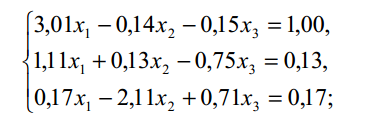 3,01x₁ – 0,14x₂ – 0,15x₃ = 1,00,
1,11x₁ + 0,13x₂ – 0,75x₃ = 0,13,
0,17x₁ – 2,11x₂ + 0,71x₃ = 0,17;